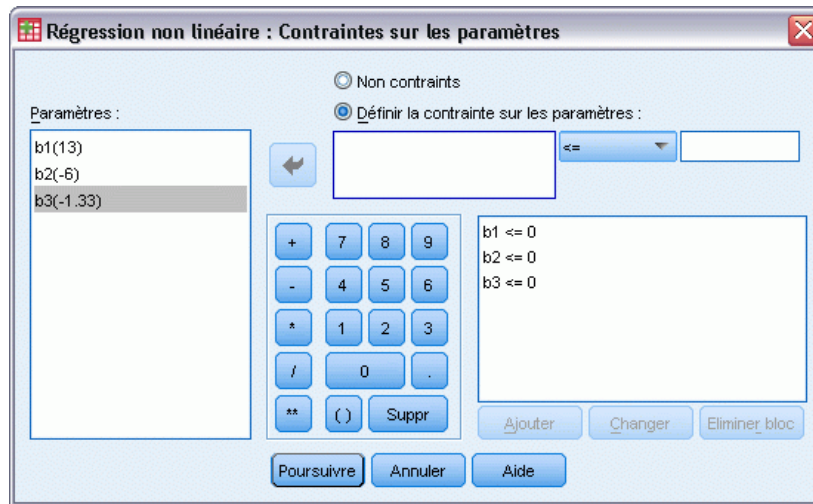 Régression non linéaire : Contraintes sur les paramètres
Non contraints
Paramètres :
Définir la contrainte sur les paramètres :
b1(13)
b2(-6)
b3(-1.33)
<=
b1 <= 0
b2 <= 0
b3 <= 0
+ 7 8 9
- 4 5 6
* 1 2 3
/ 0 .
** ( ) Suppr
Ajouter Changer Eliminer bloc
Poursuivre Annuler Aide